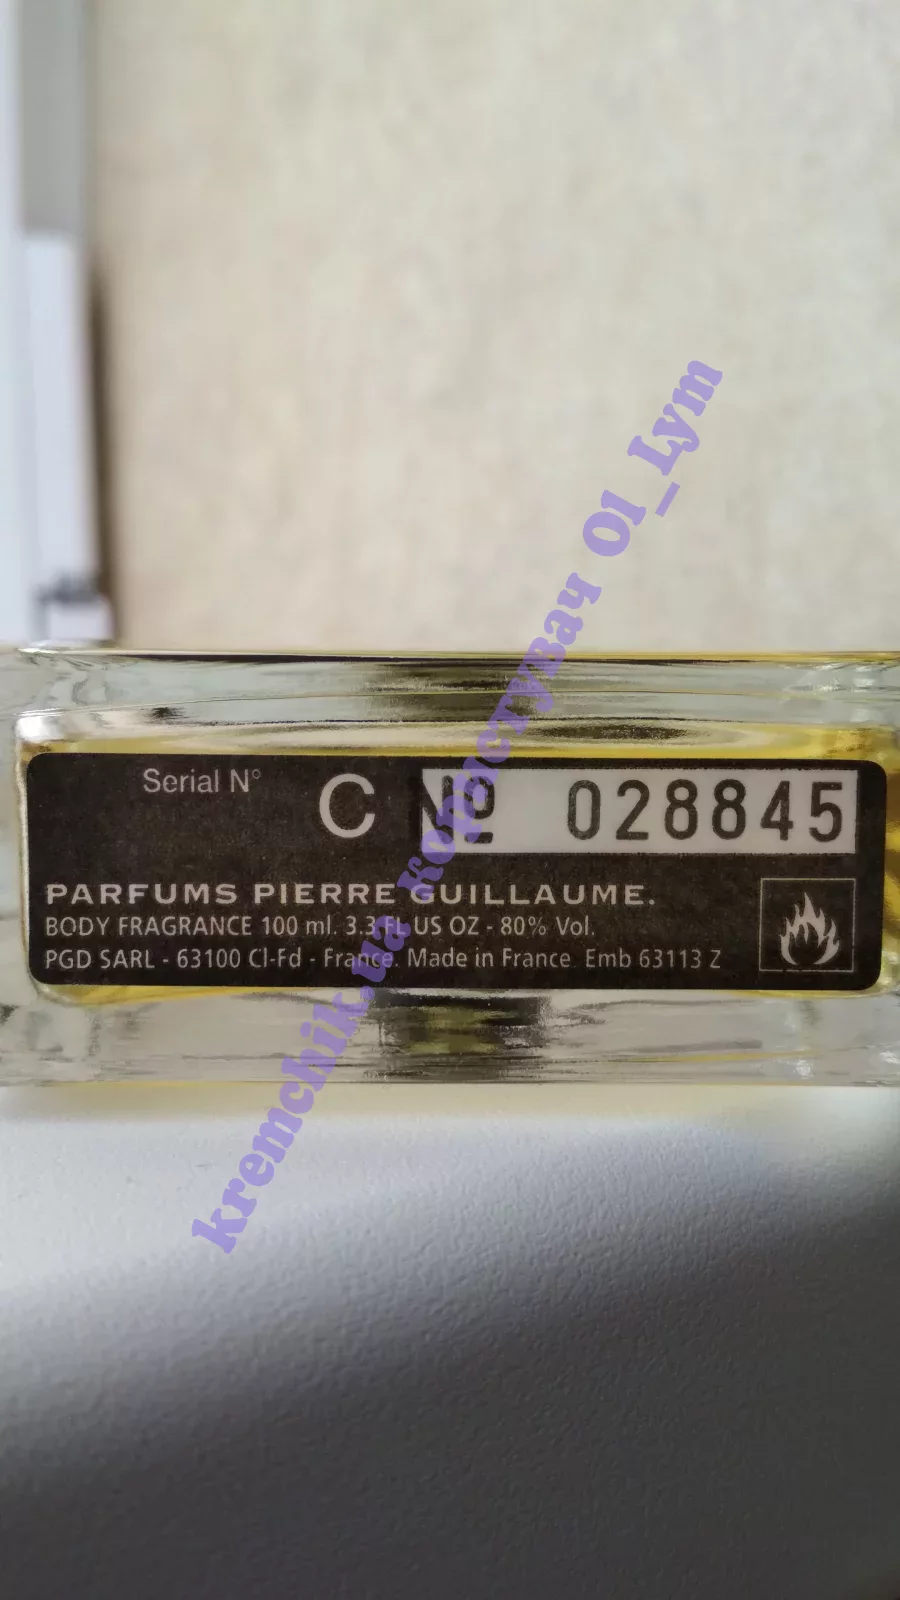 Serial N° C № 028845
PARFUMS PIERRE GUILLAUME.
BODY FRAGRANCE 100 ml. 3.3 FL US OZ - 80% Vol.
PGD SARL - 63100 Cl-Fd - France. Made in France. Emb 63113 Z
kremchik.ua користувач Ol_Lym